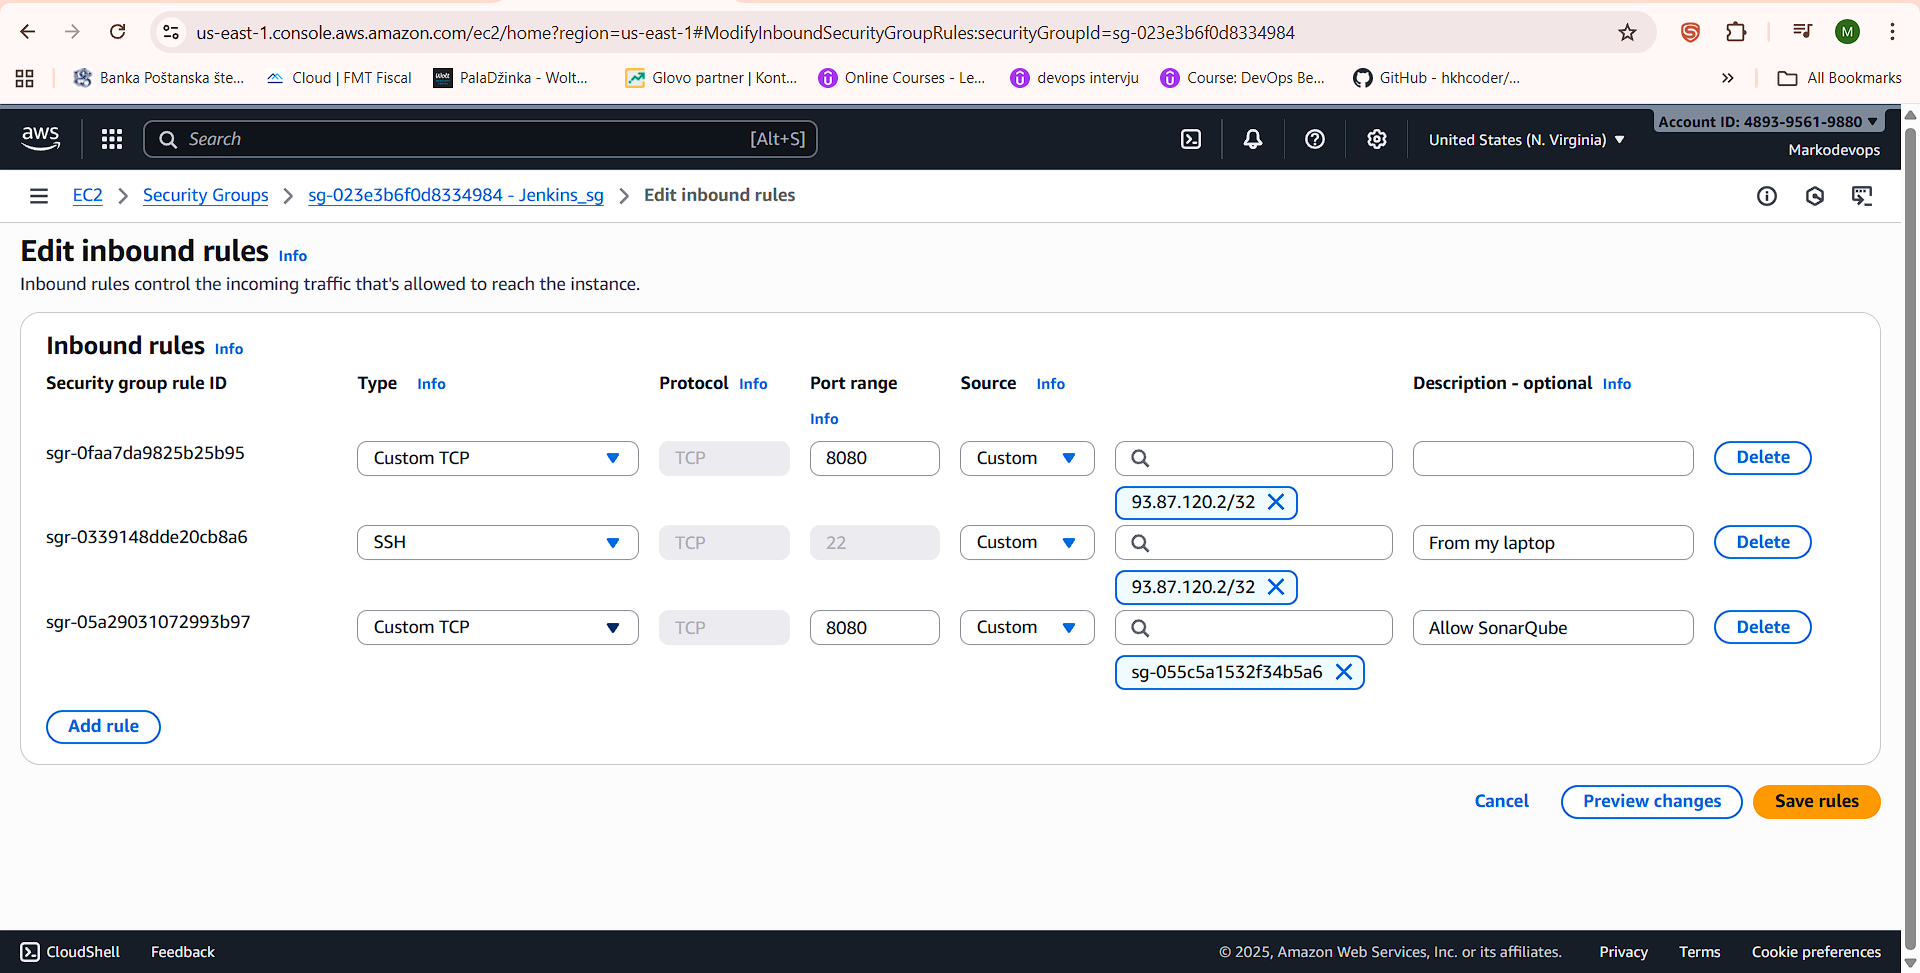 us-east-1.console.aws.amazon.com/ec2/home?region=us-east-1#ModifyInboundSecurityGroupRules:securityGroupId=sg-023e3b6f0d8334984
M
Banka Poštanska šte... Cloud | FMT Fiscal Wolt PalaDžinka - Wolt... Glovo partner | Kont... Online Courses - Le... devops intervju Course: DevOps Be... GitHub - hkhcoder/... All Bookmarks
aws
Search [Alt+S]
United States (N. Virginia)
Account ID: 4893-9561-9880
Markodevops
EC2 Security Groups sg-023e3b6f0d8334984 - Jenkins_sg Edit inbound rules
Edit inbound rules Info
Inbound rules control the incoming traffic that's allowed to reach the instance.
Inbound rules Info
Security group rule ID Type Info Protocol Info Port range Source Info Description - optional Info
Info
sgr-0faa7da9825b25b95 Custom TCP TCP 8080 Custom Delete
93.87.120.2/32
sgr-0339148dde20cb8a6 SSH TCP 22 Custom From my laptop Delete
93.87.120.2/32
sgr-05a29031072993b97 Custom TCP TCP 8080 Custom Allow SonarQube Delete
sg-055c5a1532f34b5a6
Add rule
Cancel Preview changes Save rules
CloudShell Feedback © 2025, Amazon Web Services, Inc. or its affiliates. Privacy Terms Cookie preferences